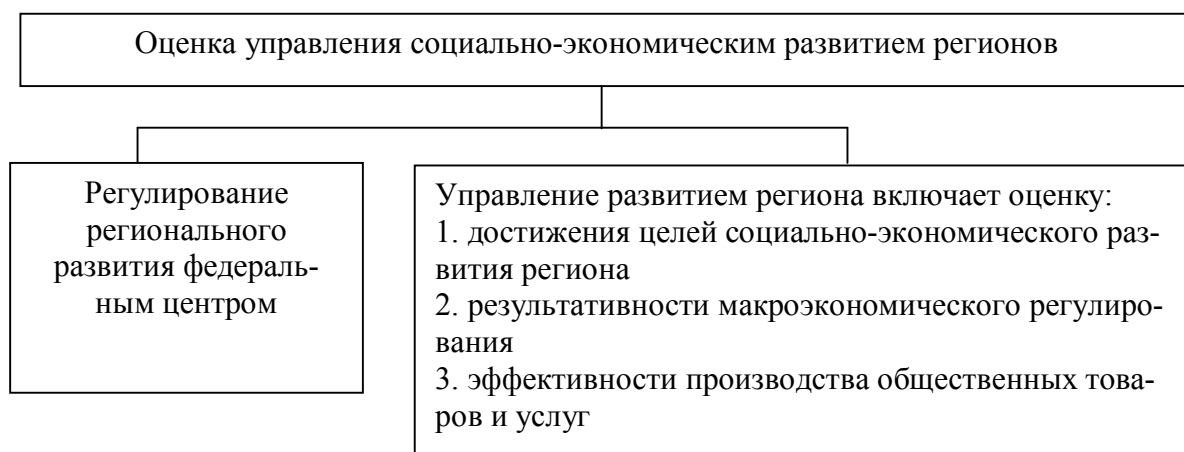 Оценка управления социально-экономическим развитием регионов
Регулирование
регионального
развития федераль-
ным центром
Управление развитием региона включает оценку:
1. достижения целей социально-экономического раз-
вития региона
2. результативности макроэкономического регулиро-
вания
3. эффективности производства общественных това-
ров и услуг